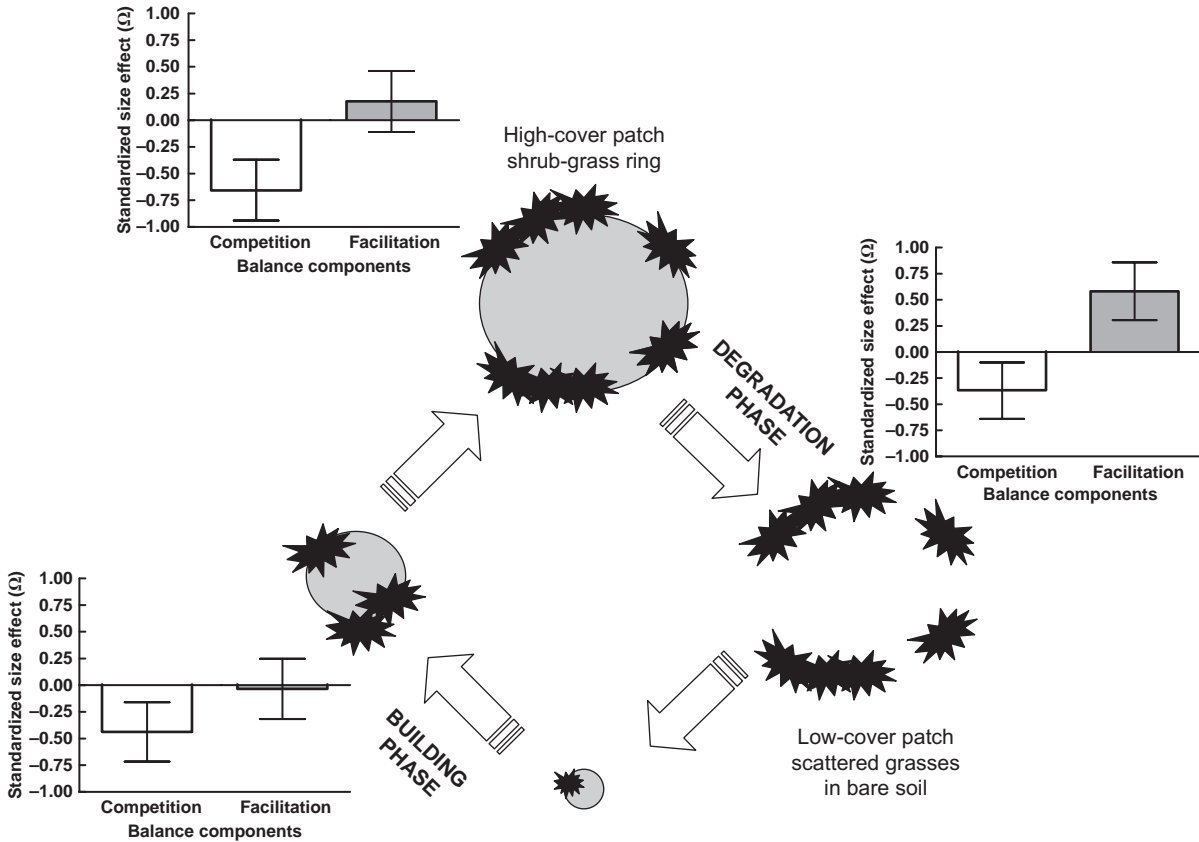 Standardized size effect (Ω)
1.00
0.75
0.50
0.25
0.00
–0.25
–0.50
–0.75
–1.00
Competition Facilitation
Balance components
High-cover patch
shrub-grass ring
Standardized size effect (Ω)
1.00
0.75
0.50
0.25
0.00
–0.25
–0.50
–0.75
–1.00
Competition Facilitation
Balance components
DEGRADATION
PHASE
Low-cover patch
scattered grasses
in bare soil
BUILDING
PHASE
Standardized size effect (Ω)
1.00
0.75
0.50
0.25
0.00
–0.25
–0.50
–0.75
–1.00
Competition Facilitation
Balance components